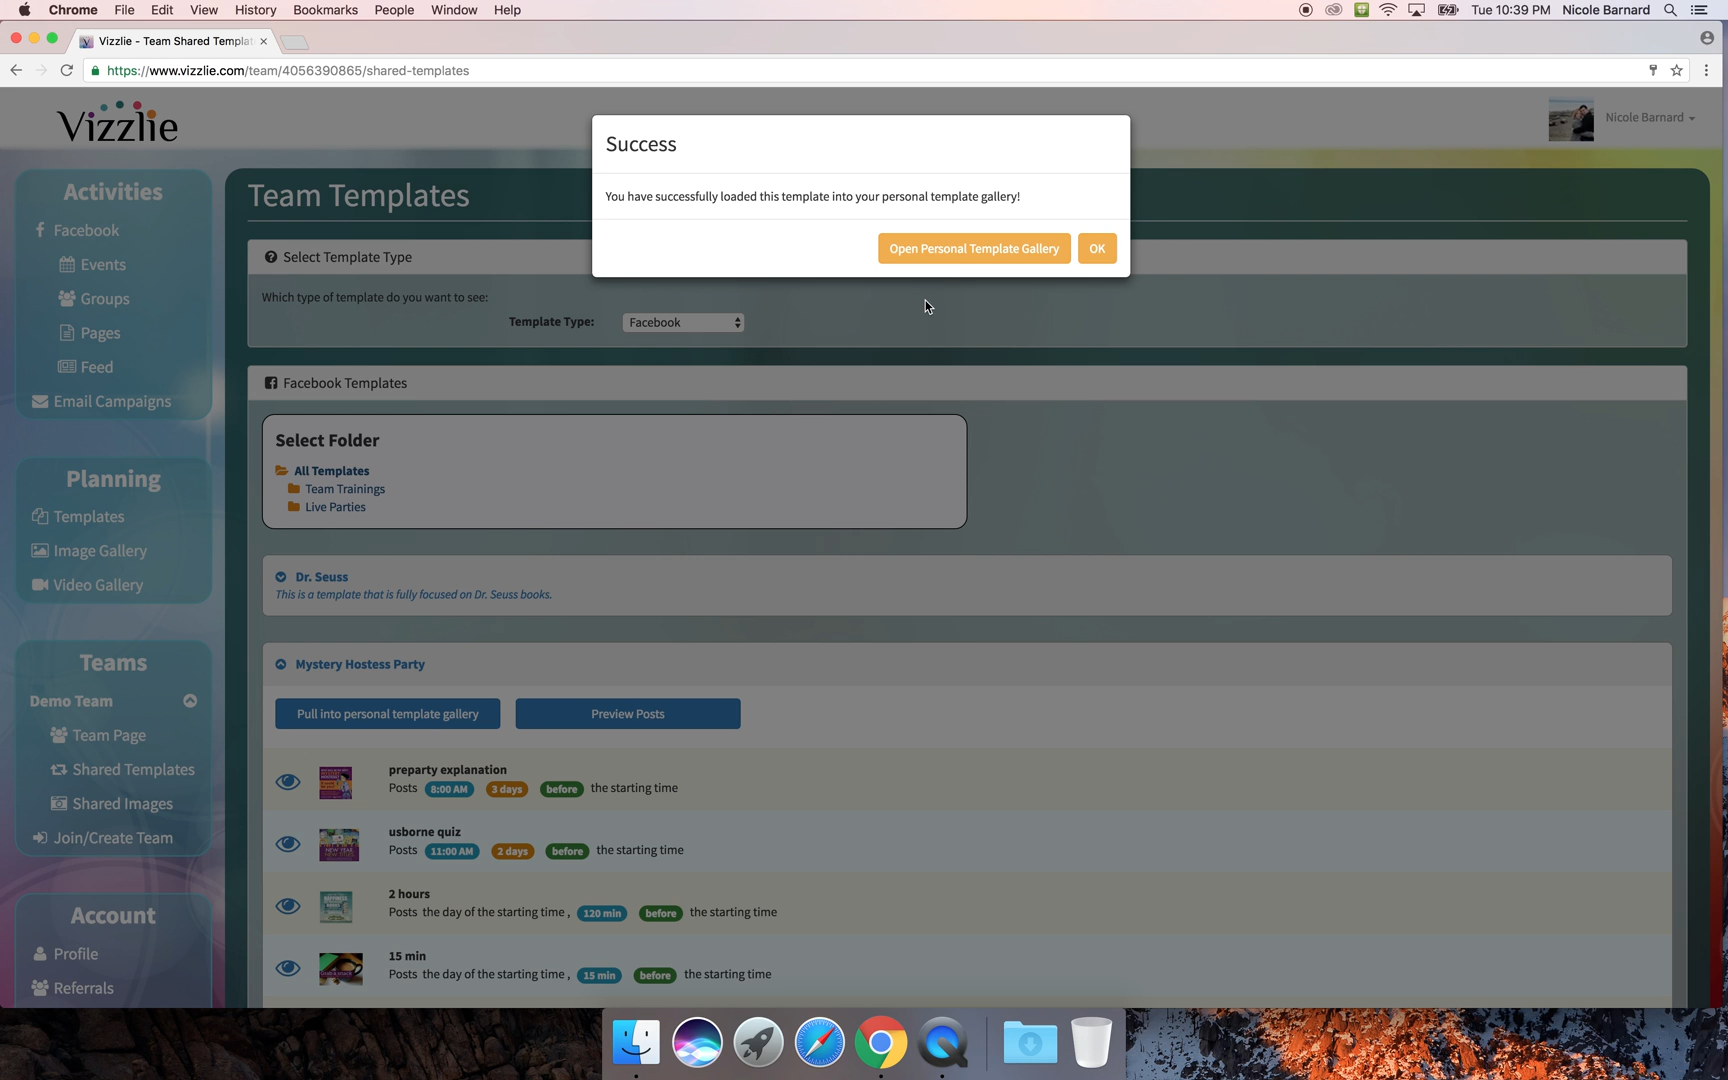 Chrome File Edit View History Bookmarks People Window Help Tue 10:39 PM Nicole Barnard
Vizzlie - Team Shared Templat
https://www.vizzlie.com/team/4056390865/shared-templates
Vizzlie
Nicole Barnard
Success
You have successfully loaded this template into your personal template gallery!
Open Personal Template Gallery OK
Activities
Facebook
Events
Groups
Pages
Feed
Email Campaigns
Planning
Templates
Image Gallery
Video Gallery
Teams
Demo Team
Team Page
Shared Templates
Shared Images
Join/Create Team
Account
Profile
Referrals
Team Templates
Select Template Type
Which type of template do you want to see:
Template Type: Facebook
Facebook Templates
Select Folder
All Templates
Team Trainings
Live Parties
Dr. Seuss
This is a template that is fully focused on Dr. Seuss books.
Mystery Hostess Party
Pull into personal template gallery Preview Posts
preparty explanation
Posts 8:00 AM 3 days before the starting time
usborne quiz
Posts 11:00 AM 2 days before the starting time
2 hours
Posts the day of the starting time , 120 min before the starting time
15 min
Posts the day of the starting time , 15 min before the starting time